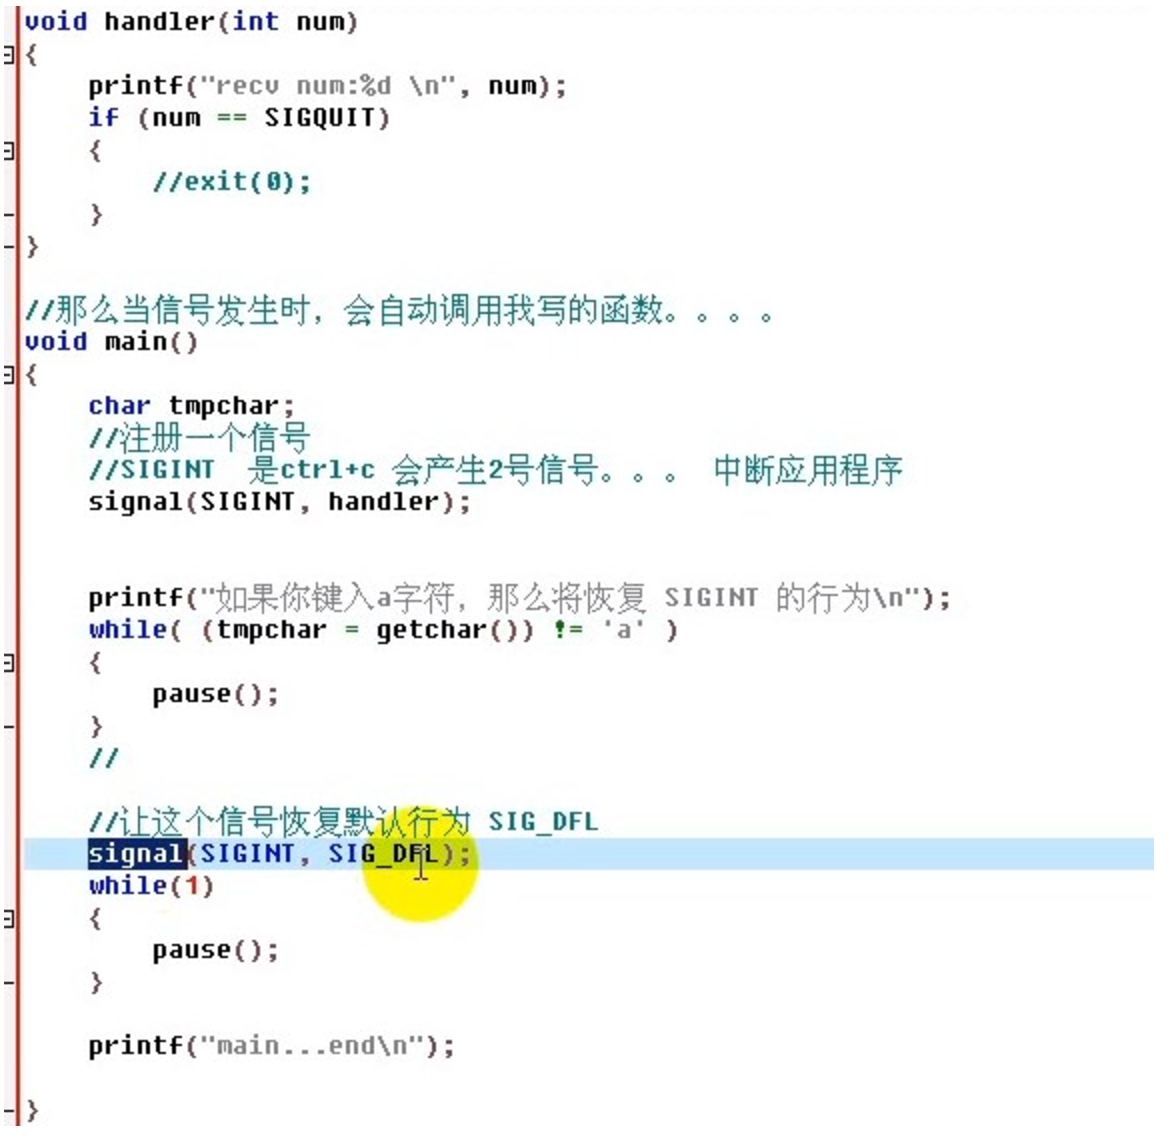 void handler(int num)
{
printf("recv num:%d \n", num);
if (num == SIGQUIT)
{
//exit(0);
}
}
//那么当信号发生时，会自动调用我写的函数。。。。
void main()
{
char tmpchar;
//注册一个信号
//SIGINT 是ctrl+c 会产生2号信号。。。 中断应用程序
signal(SIGINT, handler);
printf("如果你键入a字符，那么将恢复 SIGINT 的行为\n");
while( (tmpchar = getchar()) != 'a' )
{
pause();
}
//
//让这个信号恢复默认行为 SIG_DFL
signal(SIGINT, SIG_DFL);
while(1)
{
pause();
}
printf("main...end\n");
}